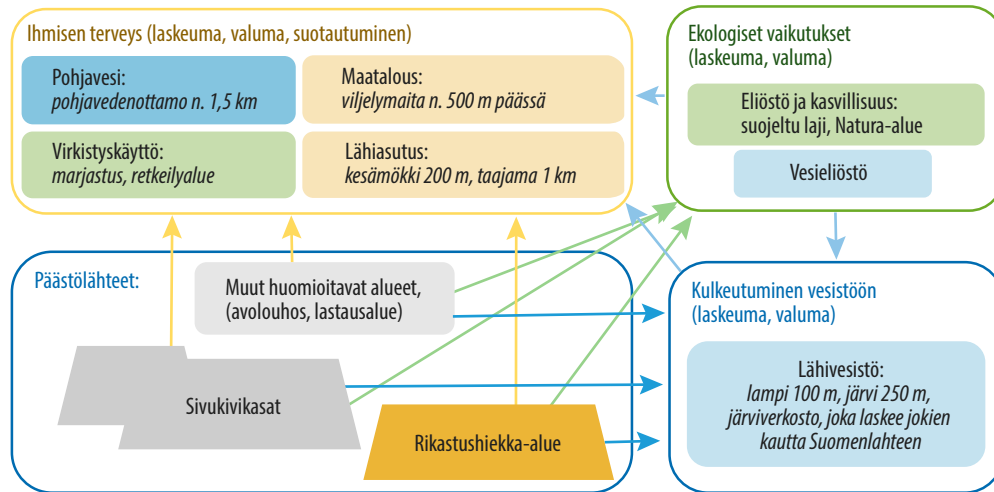 Ihmisen terveys (laskeuma, valuma, suotautuminen)
Pohjavesi:
pohjavedenottamo n. 1,5 km
Maatalous:
viljelymaita n. 500 m päässä
Virkistyskäyttö:
marjastus, retkeilyalue
Lähiasutus:
kesämökki 200 m, taajama 1 km
Ekologiset vaikutukset
(laskeuma, valuma)
Eliöstö ja kasvillisuus:
suojeltu laji, Natura-alue
Vesieliöstö
Päästölähteet:
Muut huomioitavat alueet,
(avolouhos, lastausalue)
Sivukivikasat
Rikastushiekka-alue
Kulkeutuminen vesistöön
(laskeuma, valuma)
Lähivesistö:
lampi 100 m, järvi 250 m,
järviverkosto, joka laskee jokien
kautta Suomenlahteen